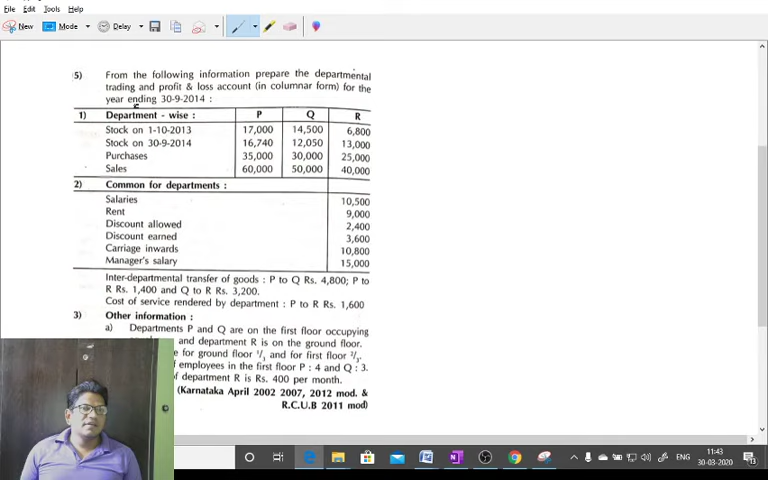 File Edit Tools Help
New Mode Delay
5) From the following information prepare the departmental
trading and profit & loss account (in columnar form) for the
year ending 30-9-2014 :
1) Department - wise : P Q R
Stock on 1-10-2013 17,000 14,500 6,800
Stock on 30-9-2014 16,740 12,050 13,000
Purchases 35,000 30,000 25,000
Sales 60,000 50,000 40,000
2) Common for departments :
Salaries 10,500
Rent 9,000
Discount allowed 2,400
Discount earned 3,600
Carriage inwards 10,800
Manager's salary 15,000
Inter-departmental transfer of goods : P to Q Rs. 4,800; P to
R Rs. 1,400 and Q to R Rs. 3,200.
Cost of service rendered by department : P to R Rs. 1,600
3) Other information :
a) Departments P and Q are on the first floor occupying
and department R is on the ground floor.
e for ground floor 1/3 and for first floor 2/3.
f employees in the first floor P : 4 and Q : 3.
f department R is Rs. 400 per month.
(Karnataka April 2002 2007, 2012 mod. &
R.C.U.B 2011 mod)
ENG
11:43
30-03-2020